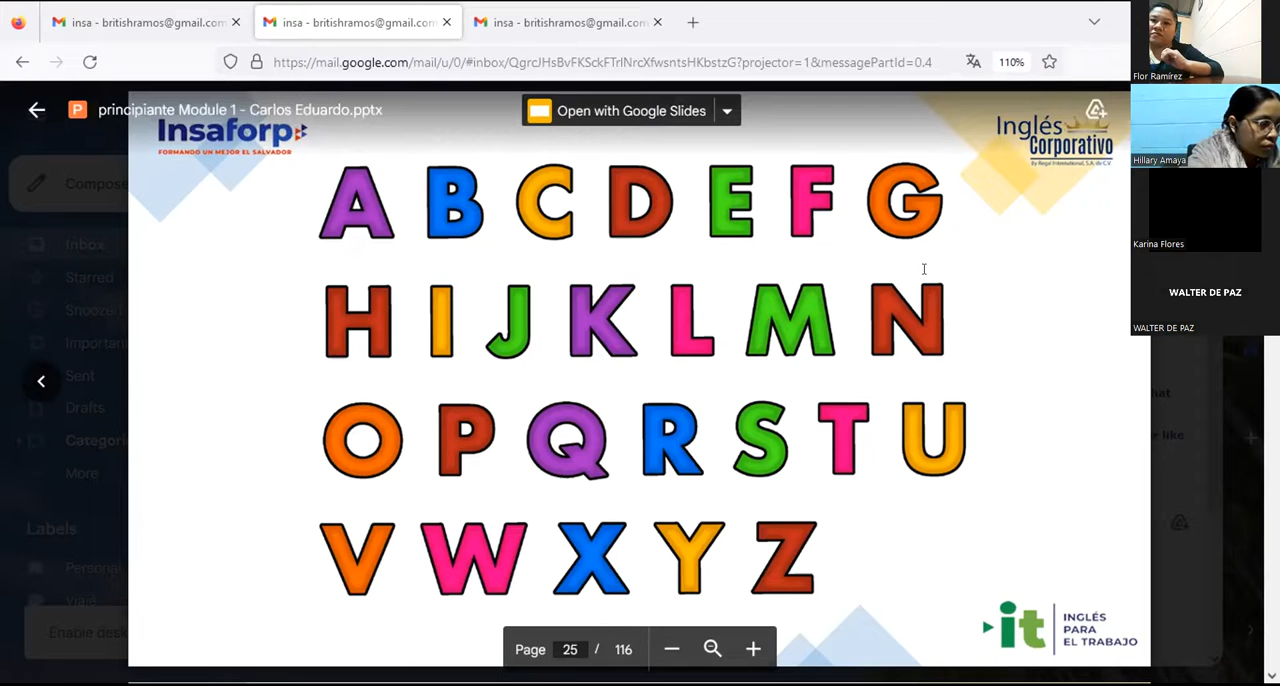 insa - britishramos@gmail.com
insa - britishramos@gmail.com
insa - britishramos@gmail.com
https://mail.google.com/mail/u/0/#inbox/QgrcJHsBvFKSckFTrlNrcXfwsntsHKbstzG?projector=1&messagePartId=0.4
110%
principiante Module 1 - Carlos Eduardo.pptx
Open with Google Slides
Insaforp
FORMANDO UN MEJOR EL SALVADOR
Inglés
Corporativo
by Regal International, S.A. de C.V
A B C D E F G
H I J K L M N
O P Q R S T U
V W X Y Z
Compose
Inbox
Starred
Snoozed
Important
Sent
Drafts
More
Labels
Page 25 / 116
it
INGLÉS
PARA
EL TRABAJO
Flor Ramírez
Hillary Amaya
Karina Flores
WALTER DE PAZ
WALTER DE PAZ